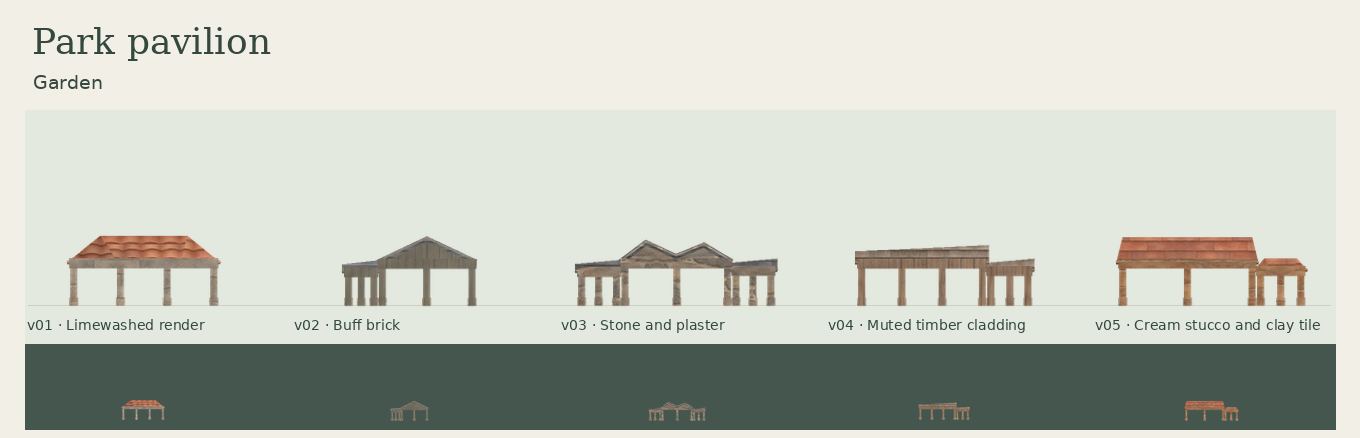 Park pavilion
Garden
v01 · Limewashed render
v02 · Buff brick
v03 · Stone and plaster
v04 · Muted timber cladding
v05 · Cream stucco and clay tile